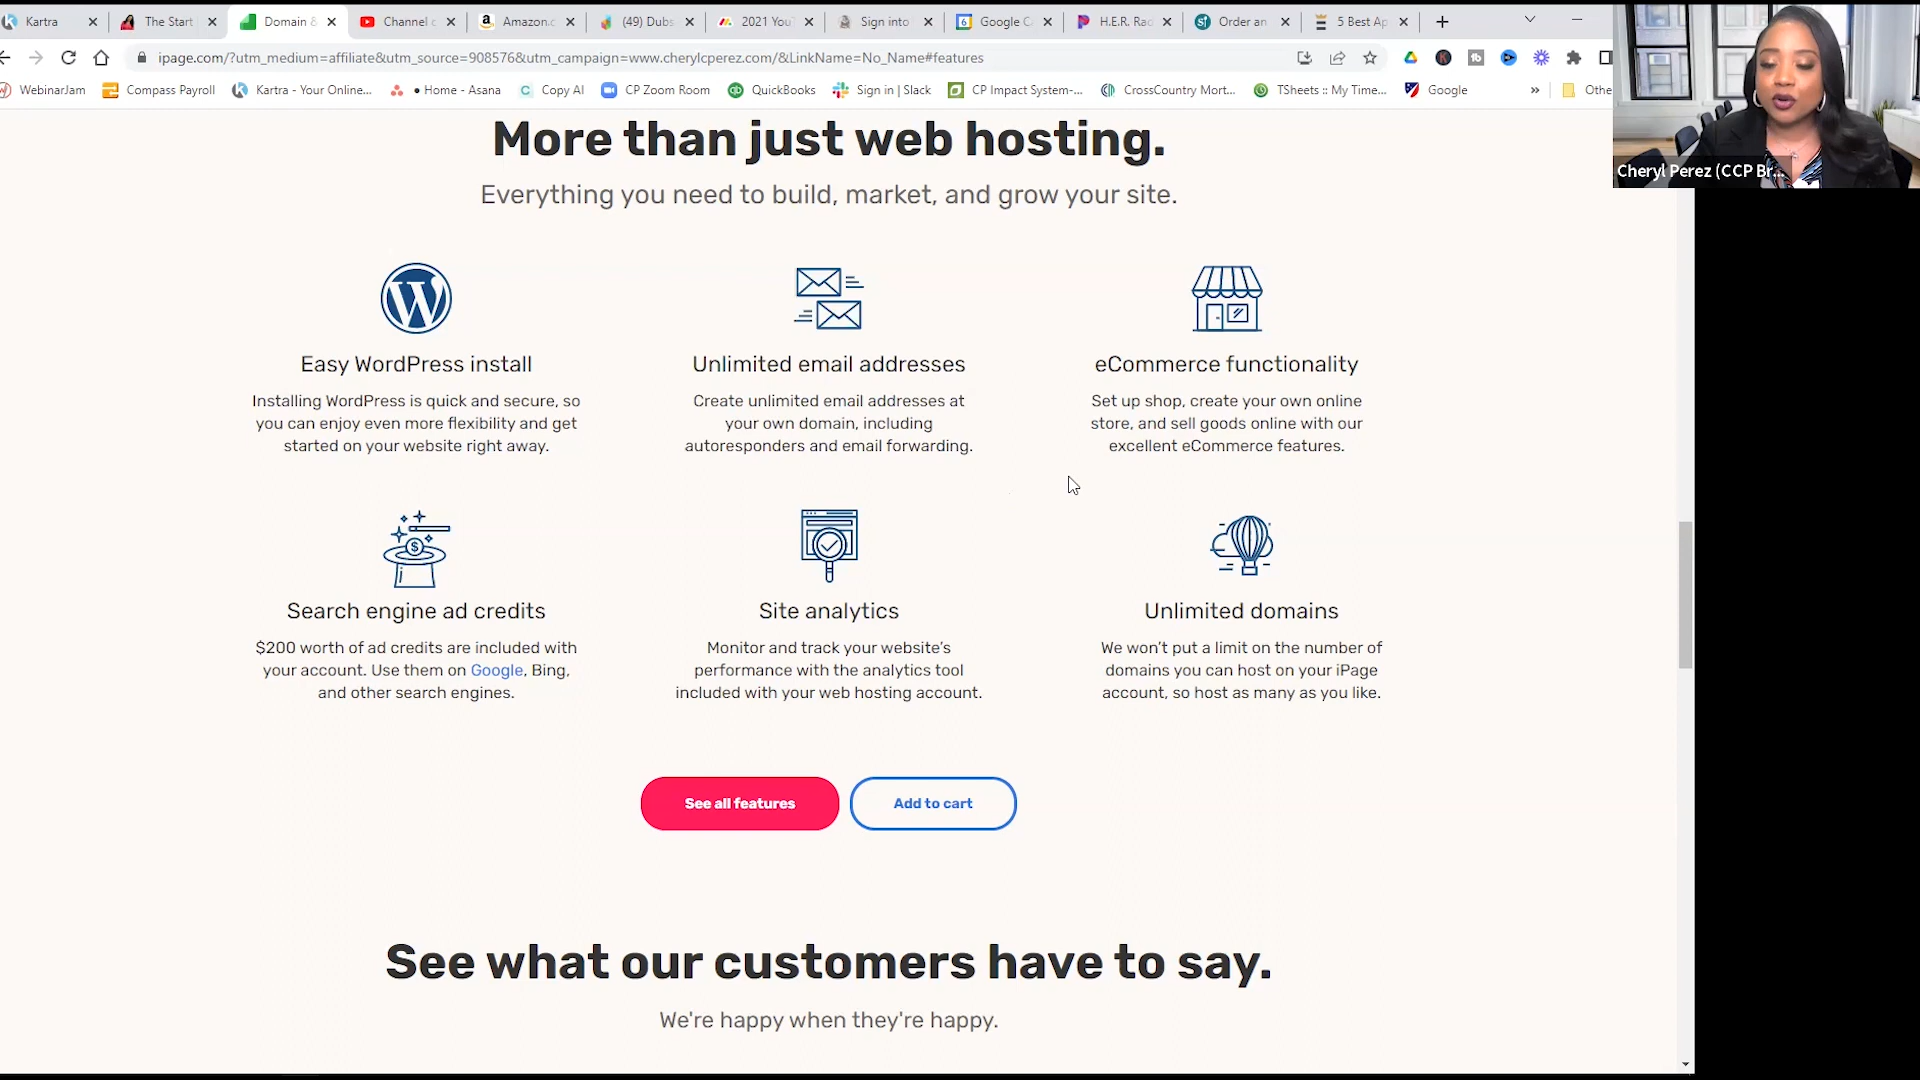 Kartra
The Start
Domain &
Channel c
Amazon.c
(49) Dubs
2021 You
Sign into
Google C
H.E.R. Rad
Order an
5 Best Ap
ipage.com/?utm_medium=affiliate&utm_source=908576&utm_campaign=www.cherylcperez.com/&LinkName=No_Name#features
WebinarJam
Compass Payroll
Kartra - Your Online...
• Home - Asana
Copy AI
CP Zoom Room
QuickBooks
Sign in | Slack
CP Impact System-...
CrossCountry Mort...
TSheets :: My Time...
Google
»
Othe
Cheryl Perez (CCP Br...
More than just web hosting.
Everything you need to build, market, and grow your site.
Easy WordPress install
Installing WordPress is quick and secure, so
you can enjoy even more flexibility and get
started on your website right away.
Unlimited email addresses
Create unlimited email addresses at
your own domain, including
autoresponders and email forwarding.
eCommerce functionality
Set up shop, create your own online
store, and sell goods online with our
excellent eCommerce features.
Search engine ad credits
$200 worth of ad credits are included with
your account. Use them on Google, Bing,
and other search engines.
Site analytics
Monitor and track your website's
performance with the analytics tool
included with your web hosting account.
Unlimited domains
We won't put a limit on the number of
domains you can host on your iPage
account, so host as many as you like.
See all features
Add to cart
See what our customers have to say.
We're happy when they're happy.